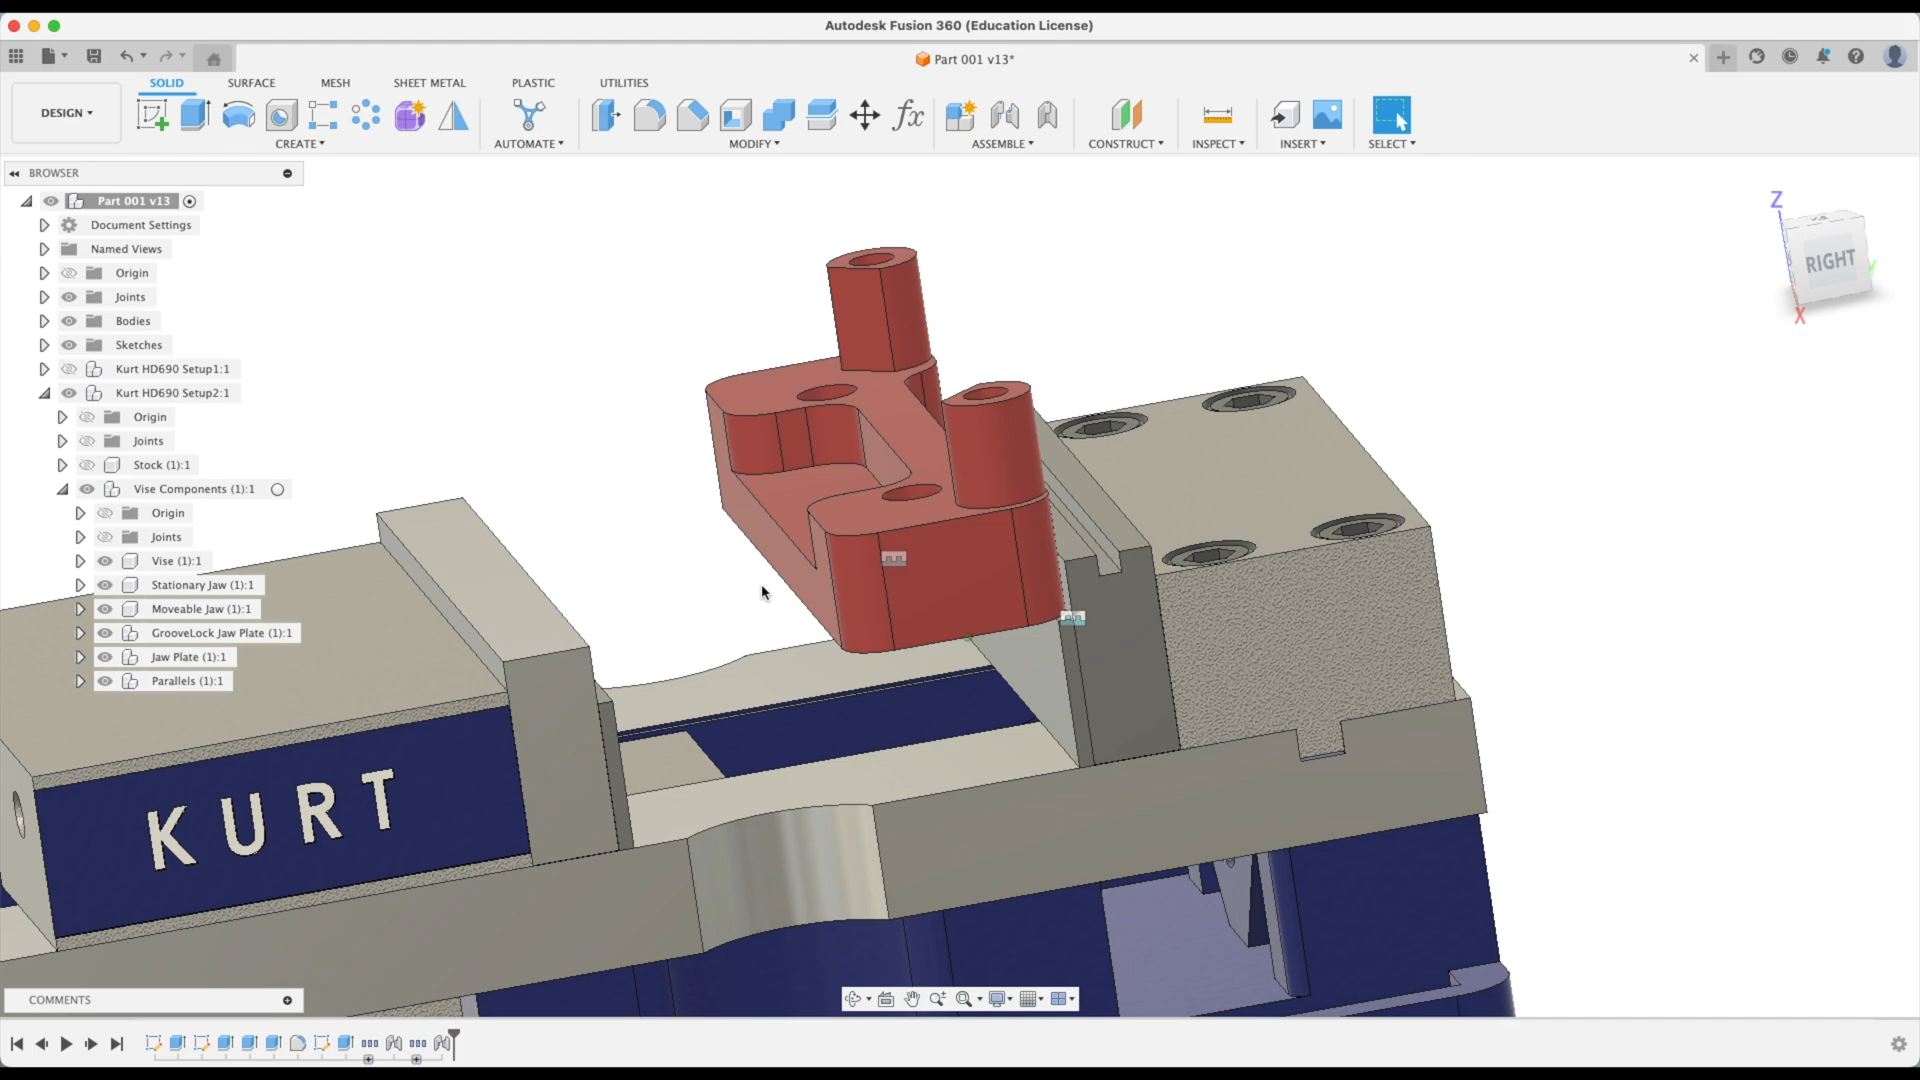 Autodesk Fusion 360 (Education License)
Part 001 v13*
SOLID
SURFACE
MESH
SHEET METAL
PLASTIC
UTILITIES
DESIGN
fx
CREATE
AUTOMATE
MODIFY
ASSEMBLE
CONSTRUCT
INSPECT
INSERT
SELECT
BROWSER
Part 001 v13
Document Settings
Named Views
Origin
Joints
Bodies
Sketches
Kurt HD690 Setup1:1
Kurt HD690 Setup2:1
Origin
Joints
Stock (1):1
Vise Components (1):1
Origin
Joints
Vise (1):1
Stationary Jaw (1):1
Moveable Jaw (1):1
GrooveLock Jaw Plate (1):1
Jaw Plate (1):1
Parallels (1):1
Z
RIGHT
Y
X
KURT
COMMENTS